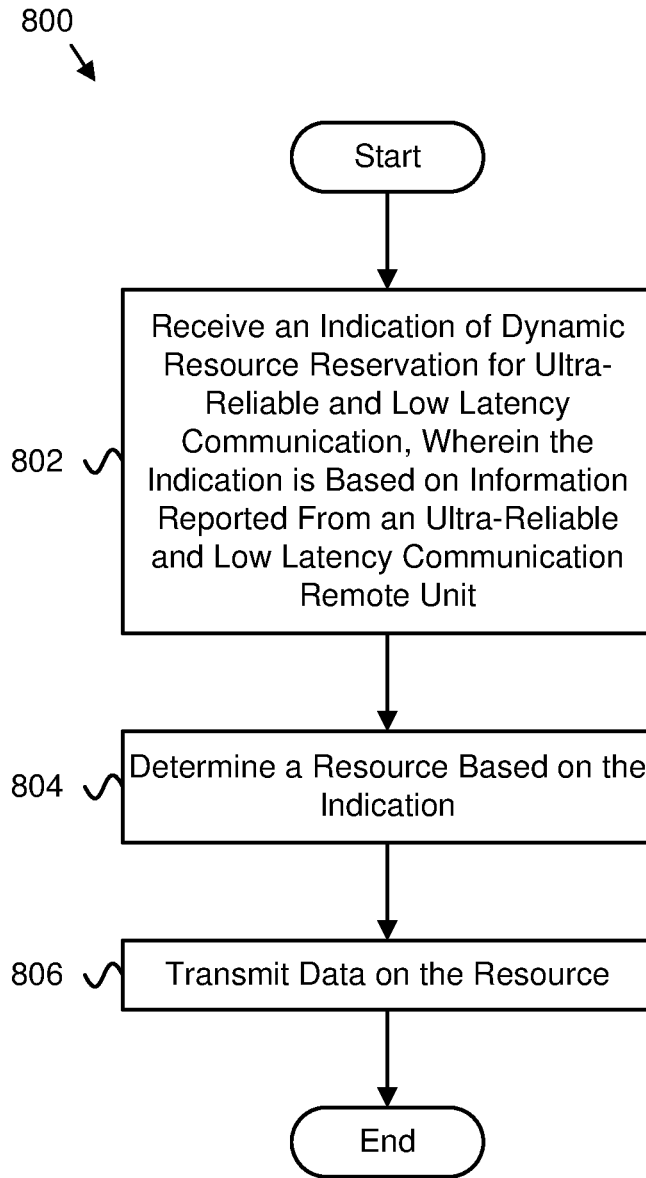 800
Start
802
Receive an Indication of Dynamic
Resource Reservation for Ultra-
Reliable and Low Latency
Communication, Wherein the
Indication is Based on Information
Reported From an Ultra-Reliable
and Low Latency Communication
Remote Unit
804
Determine a Resource Based on the
Indication
806
Transmit Data on the Resource
End